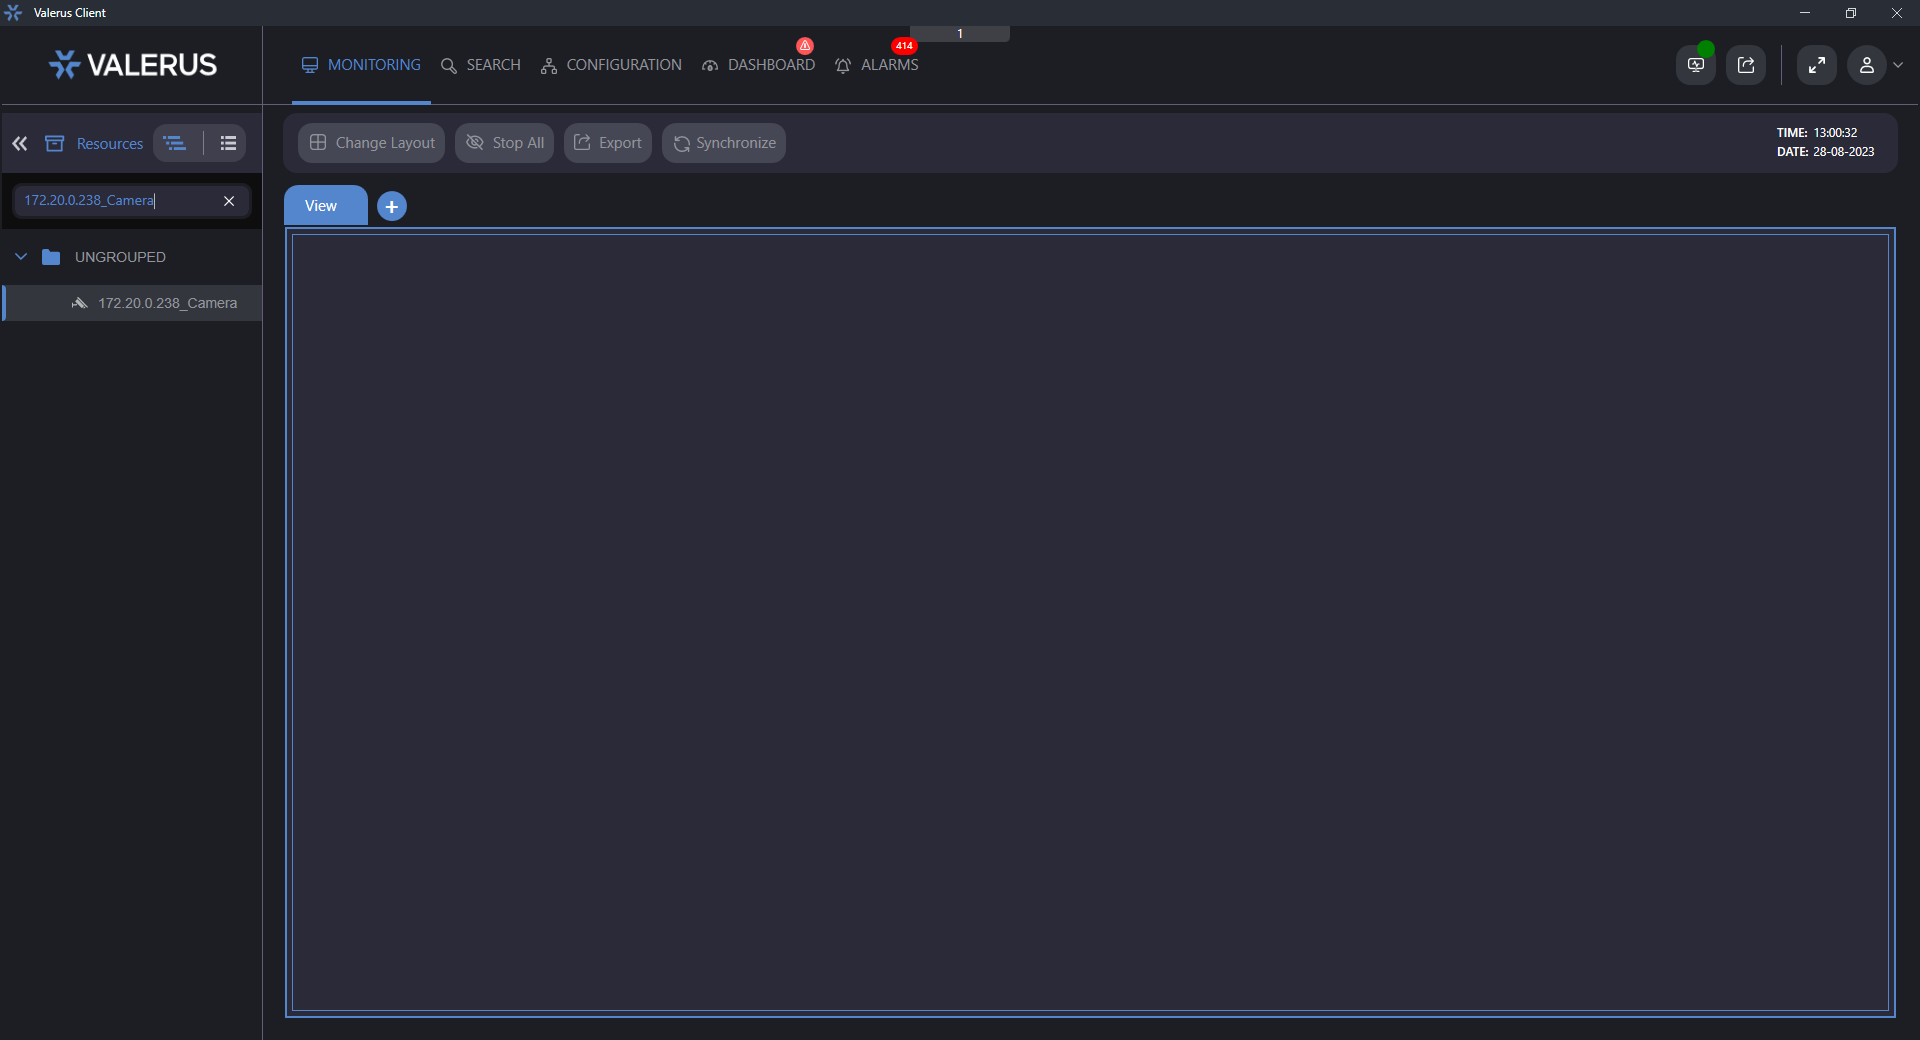 Valerus Client
1
VALERUS
MONITORING
SEARCH
CONFIGURATION
DASHBOARD
414
ALARMS
Resources
Change Layout
Stop All
Export
Synchronize
TIME: 13:00:32
DATE: 28-08-2023
172.20.0.238_Camera
View
UNGROUPED
172.20.0.238_Camera